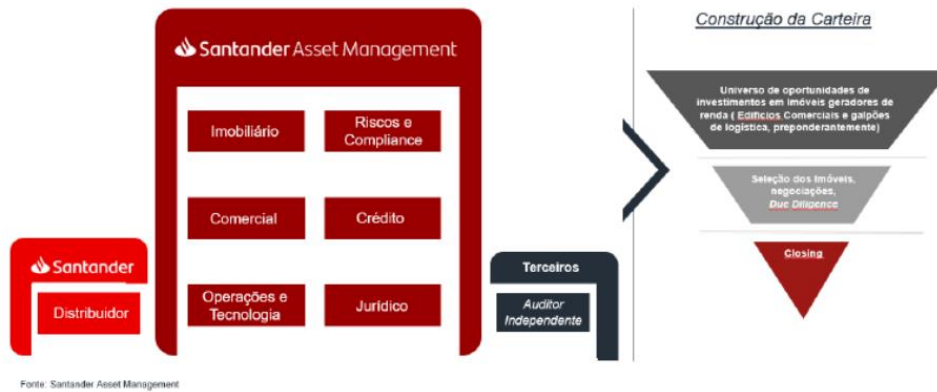 Santander Asset Management
Imobiliário
Riscos e
Compliance
Comercial
Crédito
Operações e
Tecnologia
Jurídico
Santander
Distribuidor
Terceiros
Auditor
Independente
Construção da Carteira
Universo de oportunidades de
investimentos em Imóveis geradores de
renda ( Edifícios Comerciais e galpões
de logística, preponderantemente)
Seleção dos Imóveis,
negociações,
Due Diligence
Closing
Fonte: Santander Asset Management